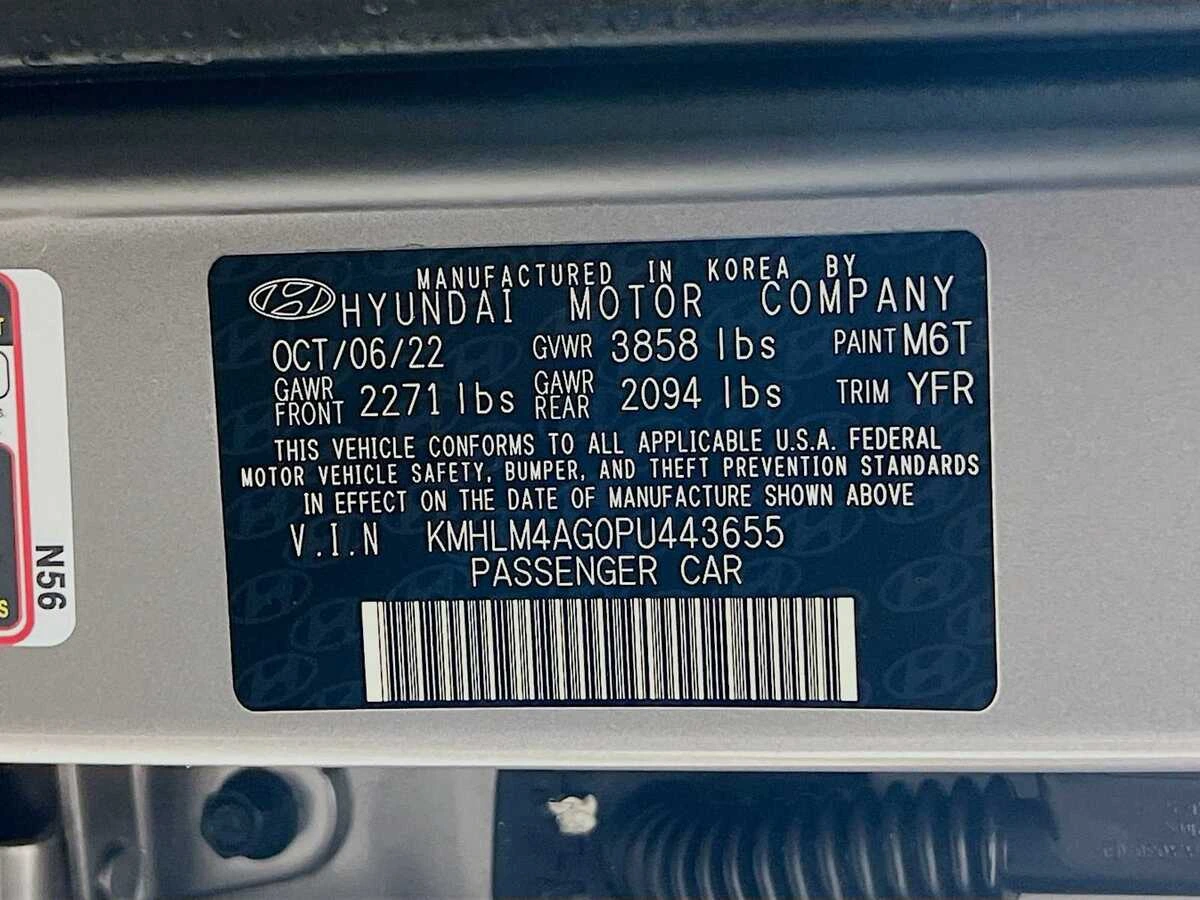 MANUFACTURED IN KOREA BY
HYUNDAI MOTOR COMPANY
OCT/06/22 GVWR 3858 lbs PAINT M6T
GAWR FRONT 2271 lbs GAWR REAR 2094 lbs TRIM YFR
THIS VEHICLE CONFORMS TO ALL APPLICABLE U.S.A. FEDERAL
MOTOR VEHICLE SAFETY, BUMPER, AND THEFT PREVENTION STANDARDS
IN EFFECT ON THE DATE OF MANUFACTURE SHOWN ABOVE
V.I.N KMHLM4AG0PU443655
PASSENGER CAR
N56